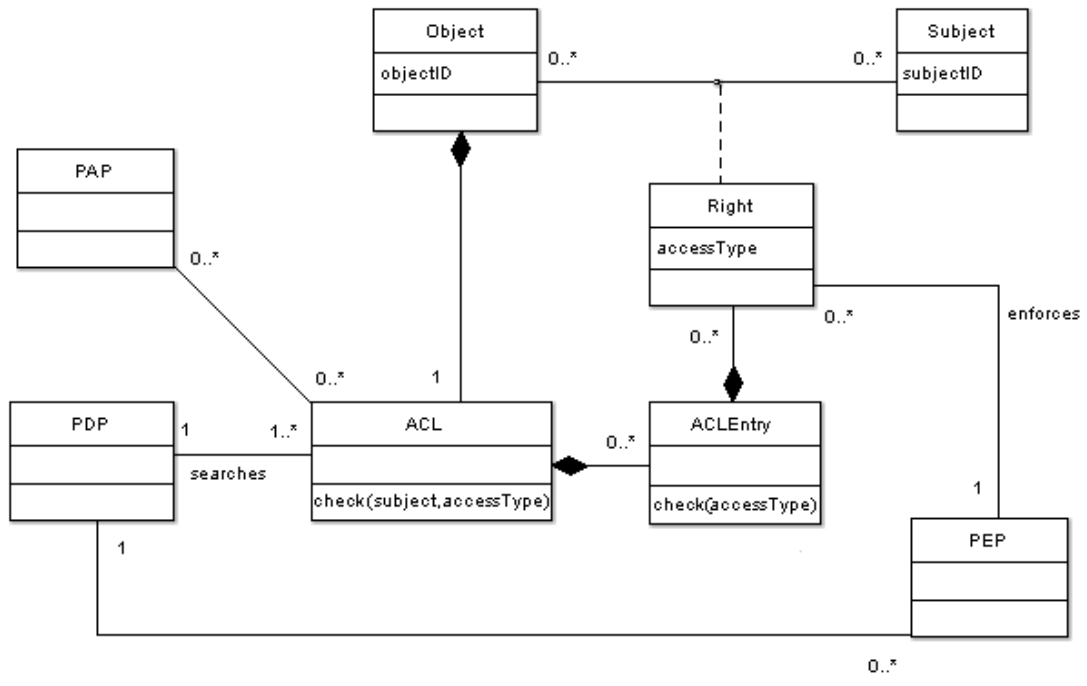 Object
objectID
Subject
subjectID
0..*
0..*
PAP
Right
accessType
0..*
0..*
0..*
enforces
0..*
1
PDP
1
1..*
searches
ACL
check(subject,accessType)
0..*
ACLEntry
check(accessType)
1
1
PEP
0..*